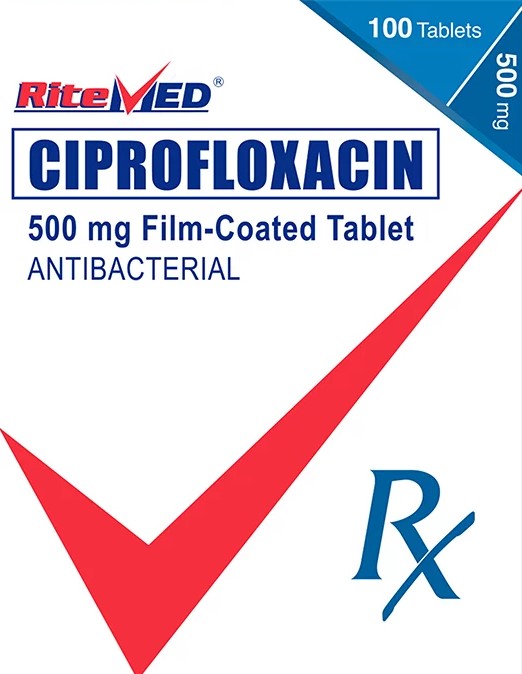 100 Tablets
500 mg
RiteMED®
CIPROFLOXACIN
500 mg Film-Coated Tablet
ANTIBACTERIAL
Rx